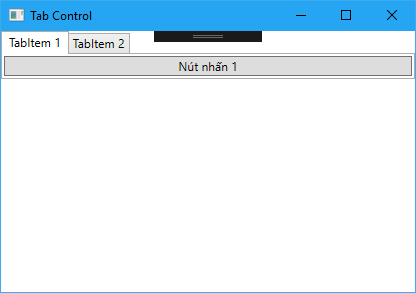 Tab Control
TabItem 1 TabItem 2
Nút nhấn 1